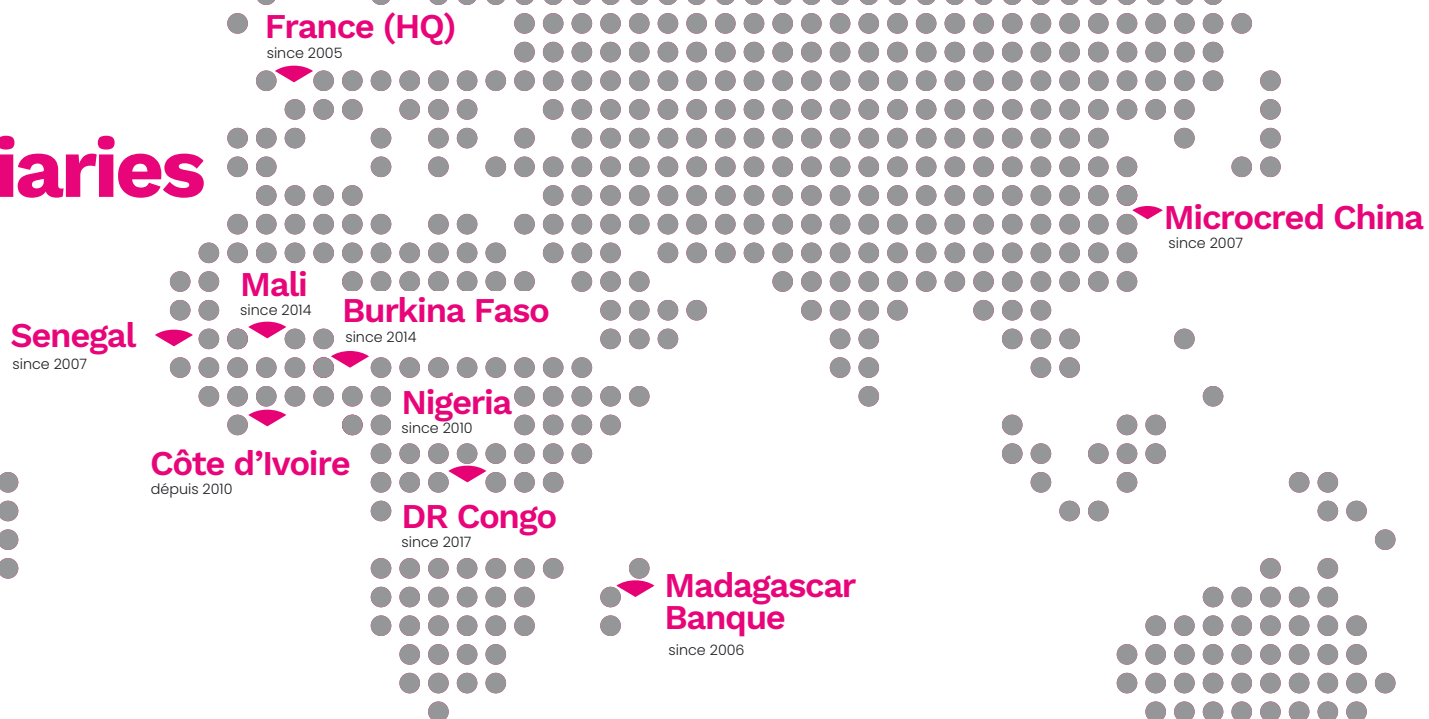 France (HQ)
since 2005
iaries
Microcred China
since 2007
Mali
since 2014
Burkina Faso
since 2014
Senegal
since 2007
Nigeria
since 2010
Côte d'Ivoire
dépuis 2010
DR Congo
since 2017
Madagascar
Banque
since 2006